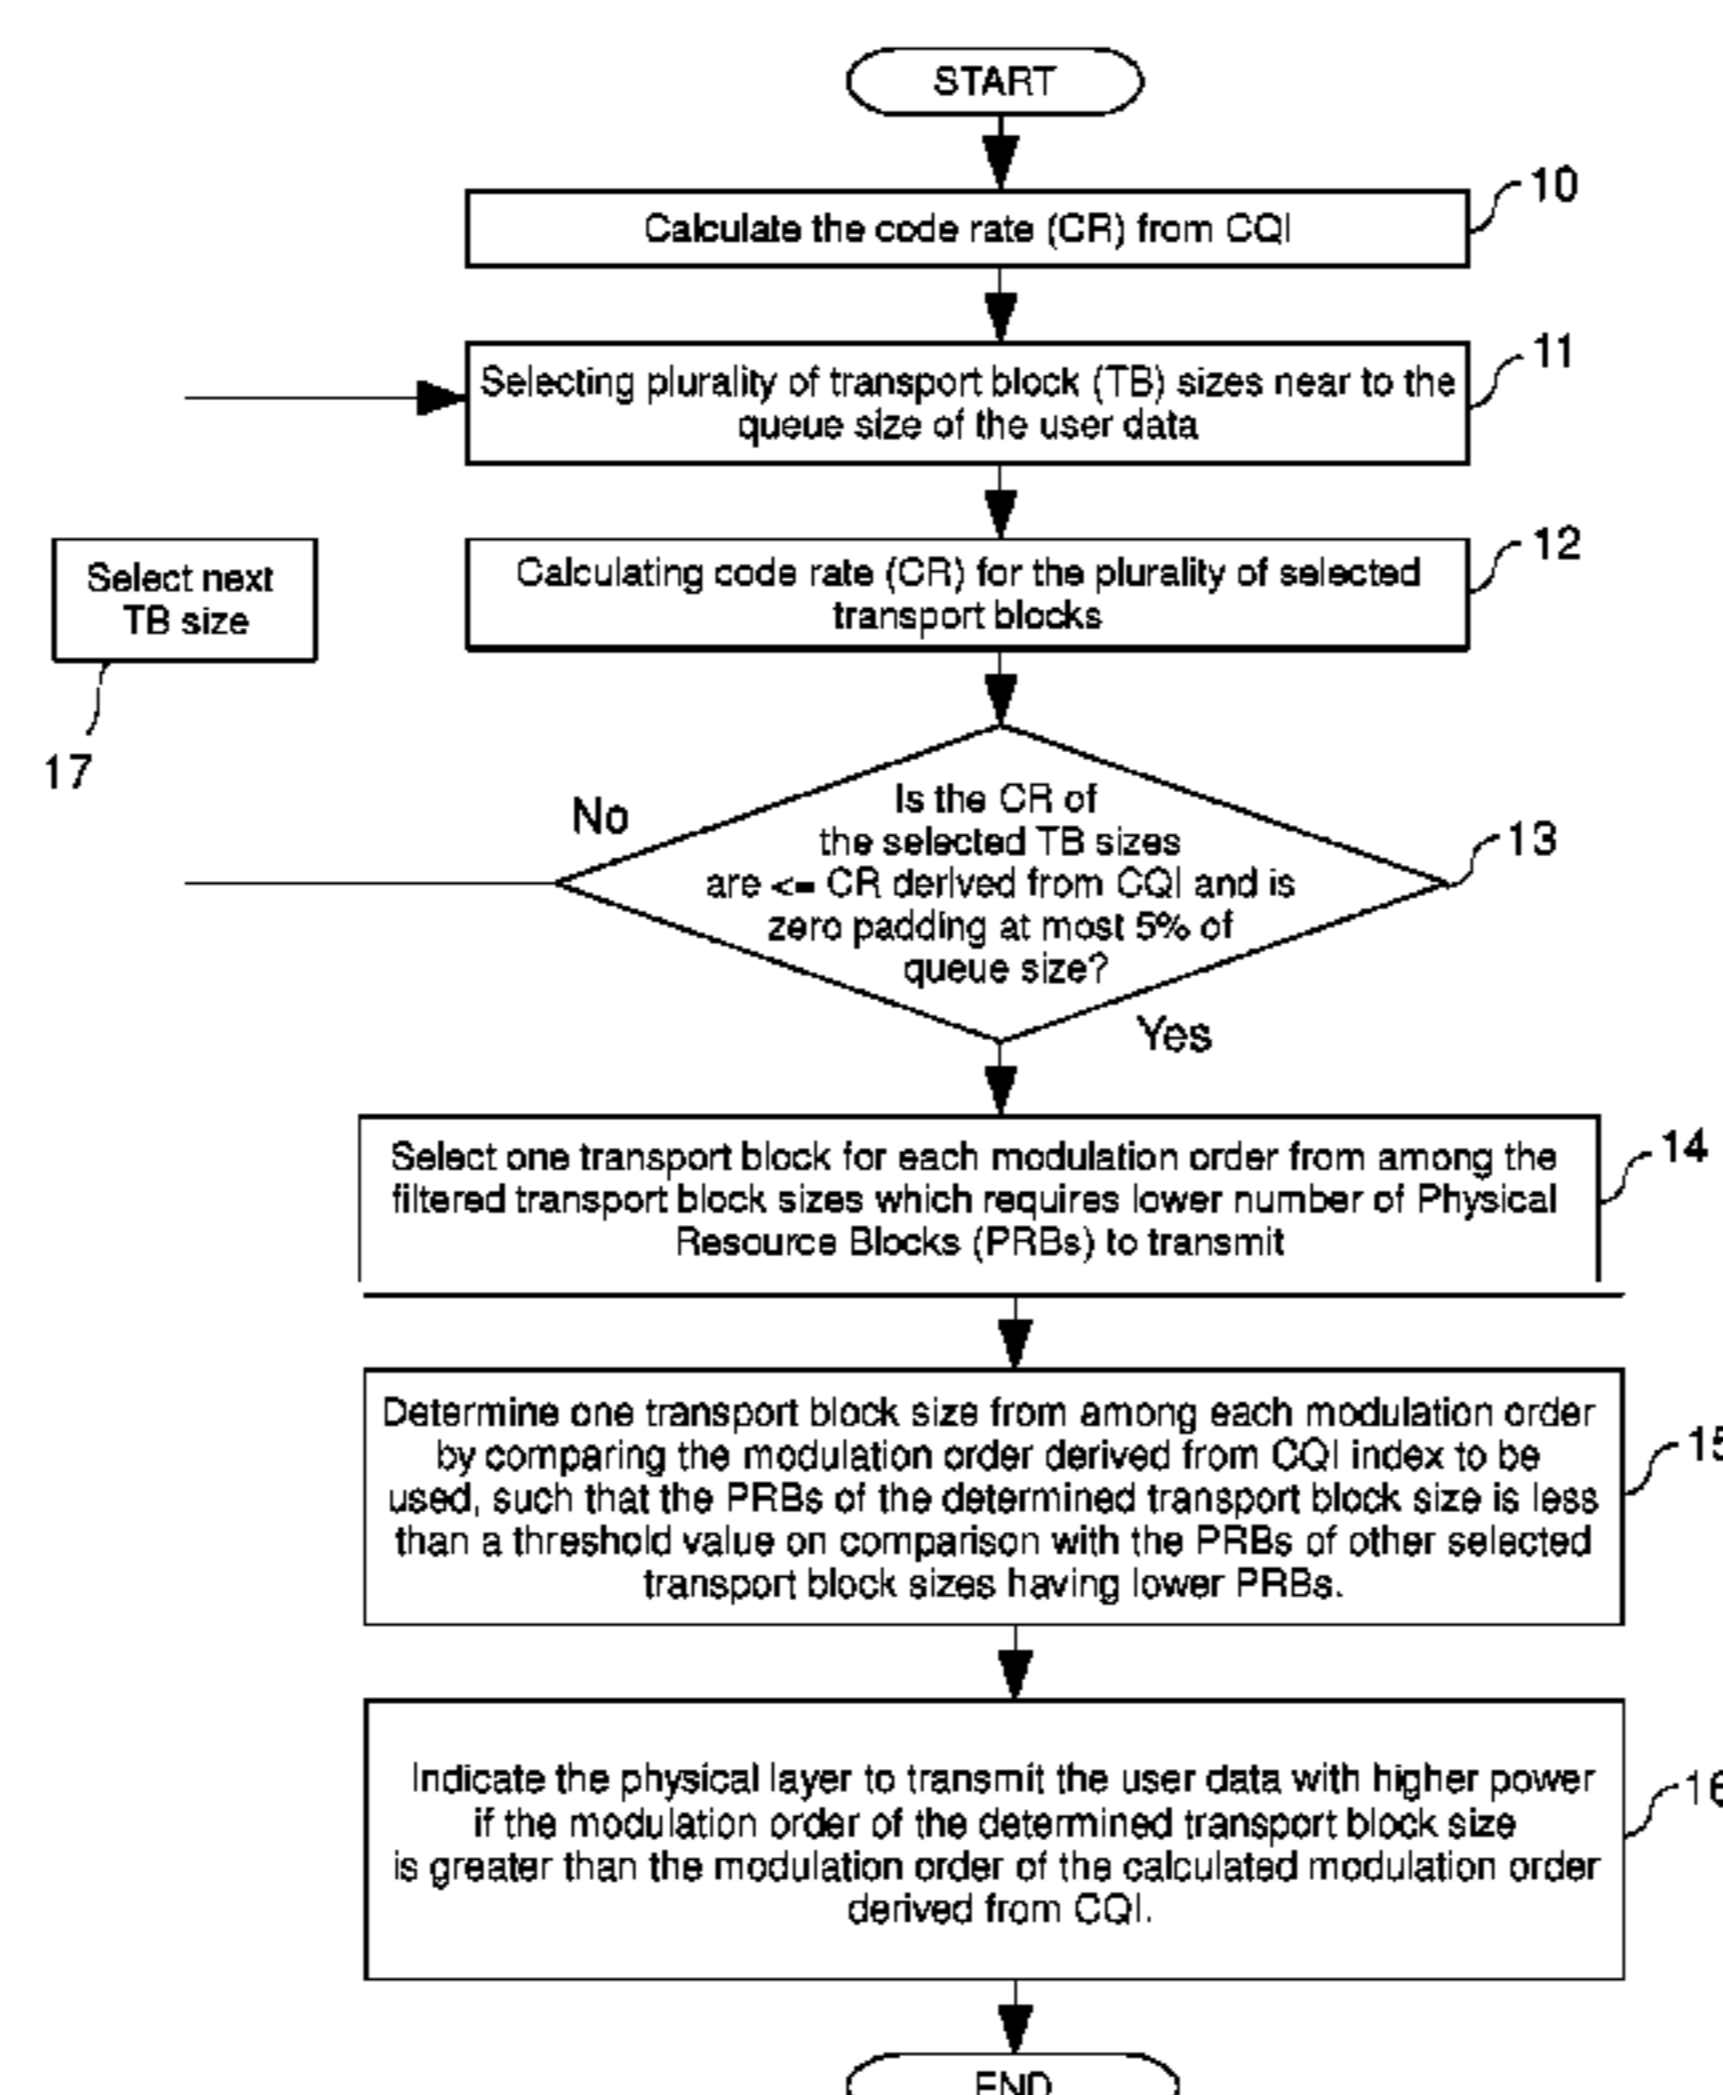 START
10
Calculate the code rate (CR) from CQI
11
Selecting plurality of transport block (TB) sizes near to the
queue size of the user data
12
Calculating code rate (CR) for the plurality of selected
transport blocks
Select next
TB size
17
No
13
Is the CR of
the selected TB sizes
are <= CR derived from CQI and is
zero padding at most 5% of
queue size?
Yes
14
Select one transport block for each modulation order from among the
filtered transport block sizes which requires lower number of Physical
Resource Blocks (PRBs) to transmit
15
Determine one transport block size from among each modulation order
by comparing the modulation order derived from CQI index to be
used, such that the PRBs of the determined transport block size is less
than a threshold value on comparison with the PRBs of other selected
transport block sizes having lower PRBs.
16
Indicate the physical layer to transmit the user data with higher power
if the modulation order of the determined transport block size
is greater than the modulation order of the calculated modulation order
derived from CQI.
END